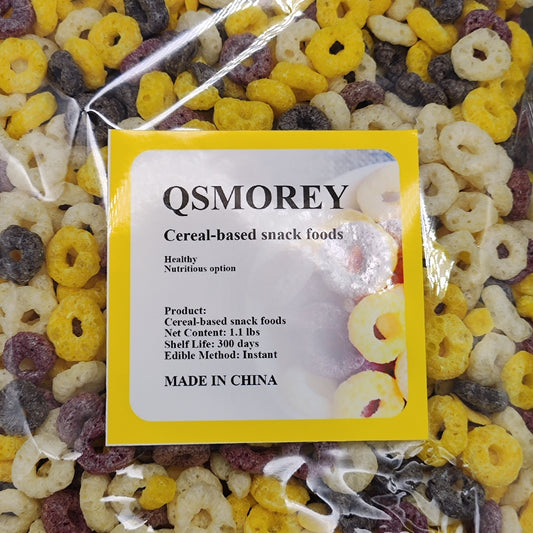 QSMOREY
Cereal-based snack foods
Healthy
Nutritious option
Product:
Cereal-based snack foods
Net Content: 1.1 lbs
Shelf Life: 300 days
Edible Method: Instant
MADE IN CHINA